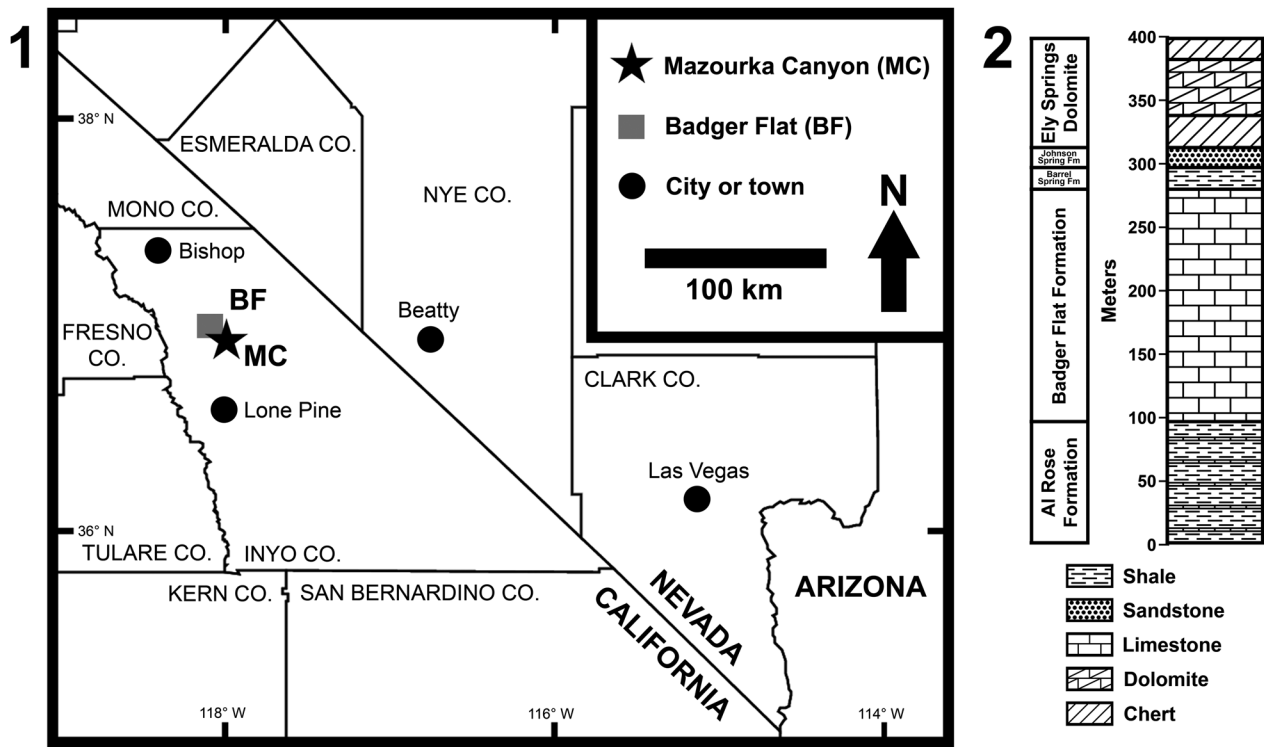 1
Mazourka Canyon (MC)
Badger Flat (BF)
City or town
N
100 km
38° N
ESMERALDA CO.
NYE CO.
MONO CO.
Bishop
BF
Beatty
FRESNO
CO.
MC
CLARK CO.
Lone Pine
Las Vegas
36° N
TULARE CO.
INYO CO.
KERN CO.
SAN BERNARDINO CO.
NEVADA
CALIFORNIA
ARIZONA
118° W
116° W
114° W
2
Ely Springs
Dolomite
Johnson
Spring Fm
Barrel
Spring Fm
Badger Flat Formation
Al Rose
Formation
Meters
400
350
300
250
200
150
100
50
0
Shale
Sandstone
Limestone
Dolomite
Chert